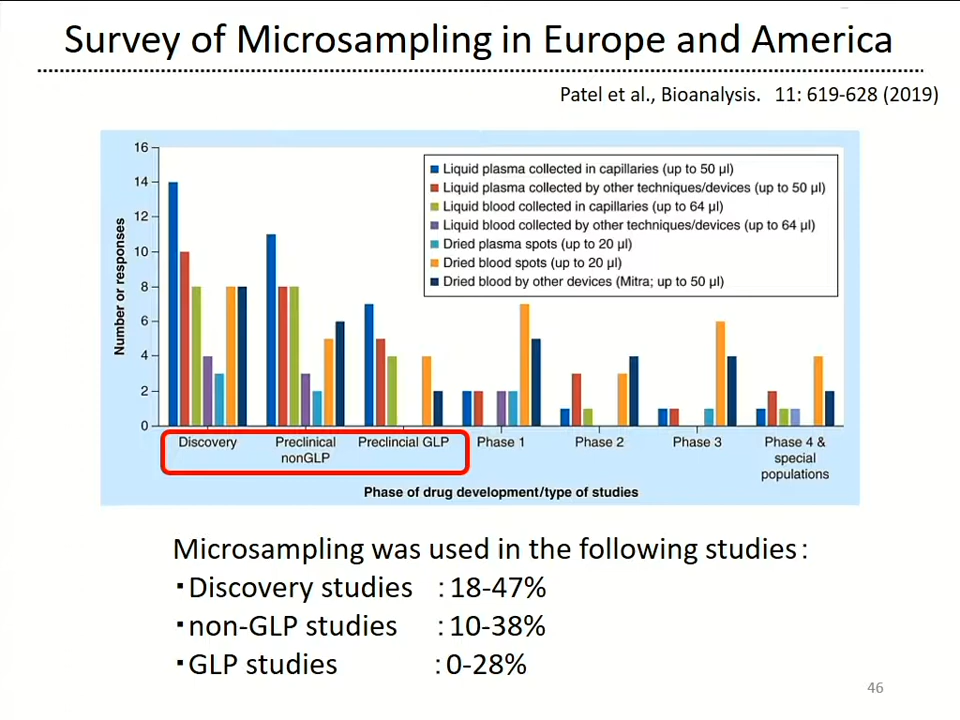 Survey of Microsampling in Europe and America
Patel et al., Bioanalysis. 11: 619-628 (2019)
16
14
12
10
8
6
4
2
0
Number or responses
Liquid plasma collected in capillaries (up to 50 µl)
Liquid plasma collected by other techniques/devices (up to 50 µl)
Liquid blood collected in capillaries (up to 64 µl)
Liquid blood collected by other techniques/devices (up to 64 µl)
Dried plasma spots (up to 20 µl)
Dried blood spots (up to 20 µl)
Dried blood by other devices (Mitra; up to 50 µl)
Discovery
Preclinical
nonGLP
Preclincial GLP
Phase 1
Phase 2
Phase 3
Phase 4 &
special
populations
Phase of drug development/type of studies
Microsampling was used in the following studies:
・Discovery studies : 18-47%
・non-GLP studies : 10-38%
・GLP studies : 0-28%
46